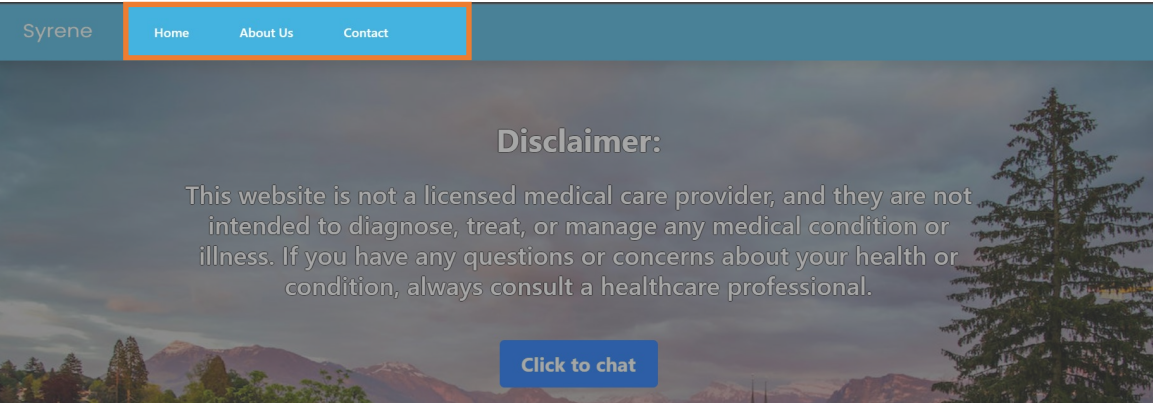 Syrene
Home About Us Contact
Disclaimer:
This website is not a licensed medical care provider, and they are not
intended to diagnose, treat, or manage any medical condition or
illness. If you have any questions or concerns about your health or
condition, always consult a healthcare professional.
Click to chat